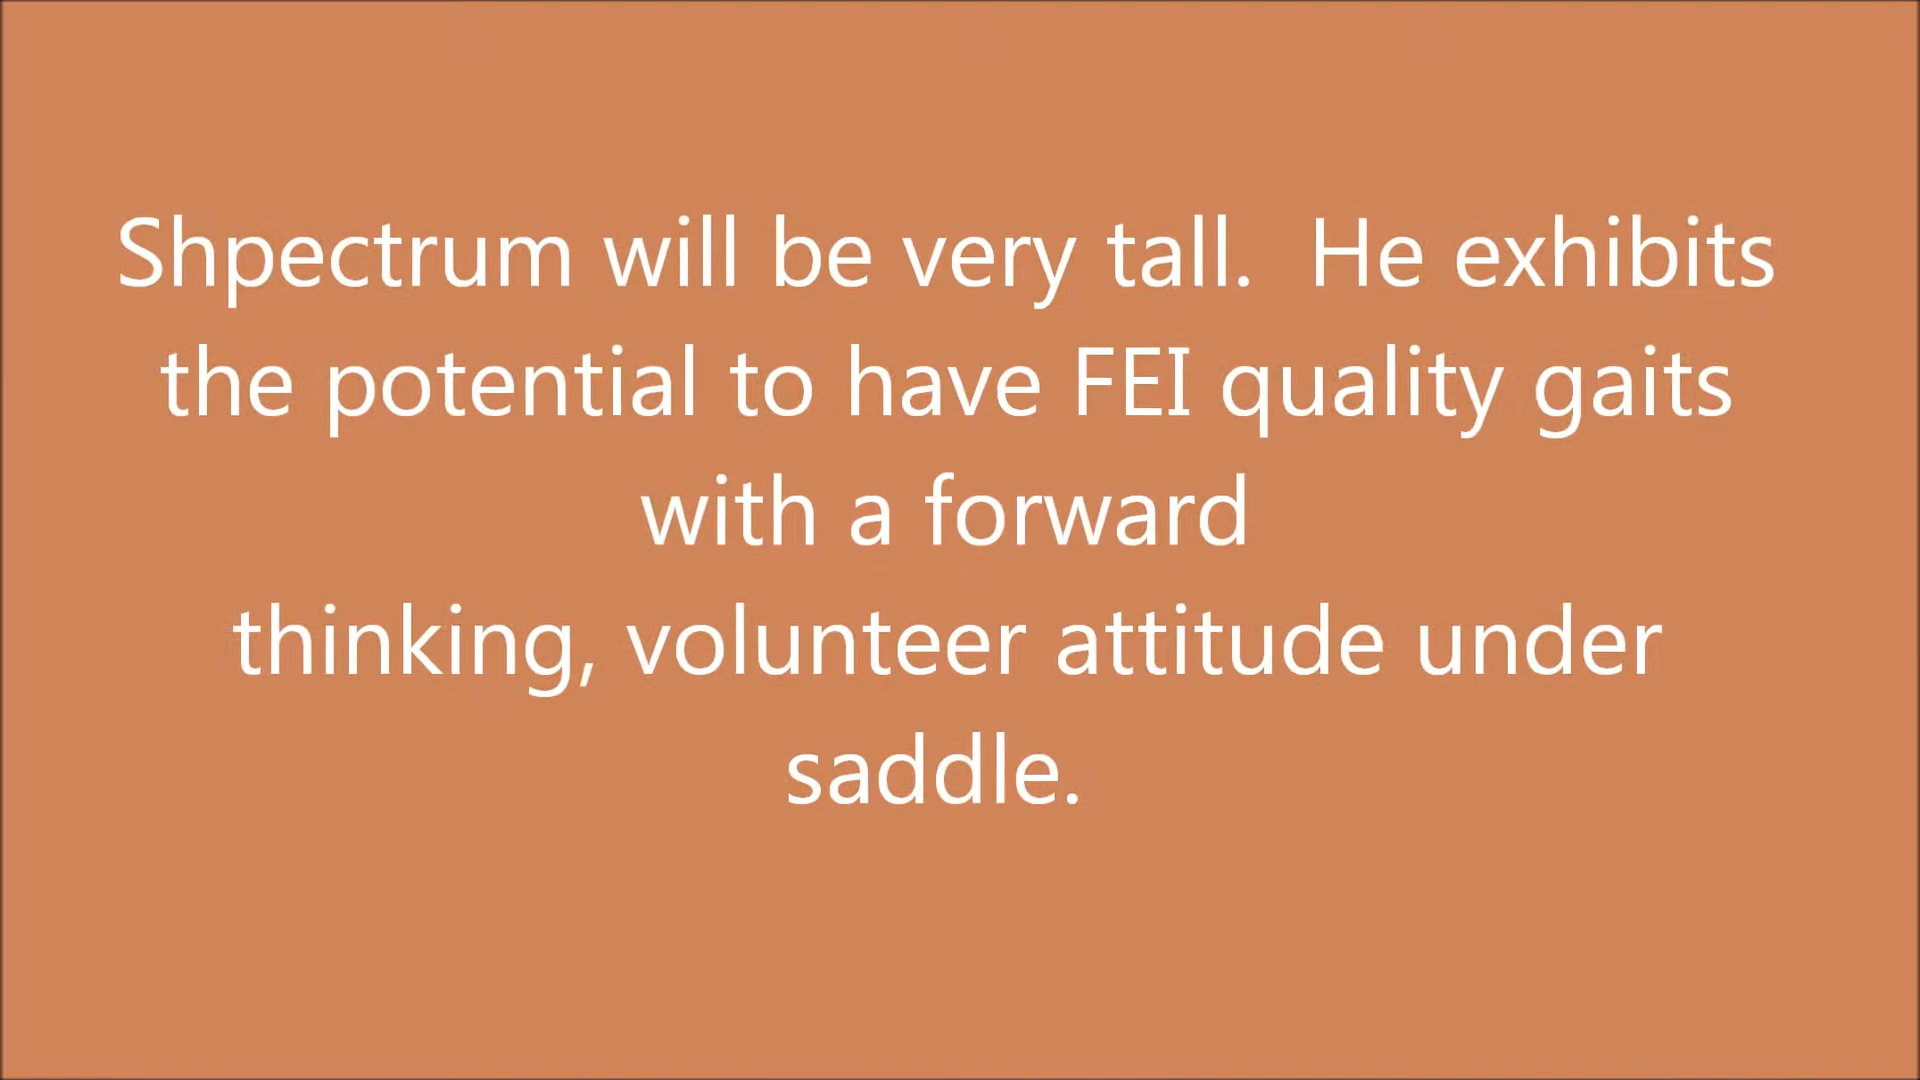 Shpectrum will be very tall.  He exhibits
the potential to have FEI quality gaits
with a forward
thinking, volunteer attitude under
saddle.